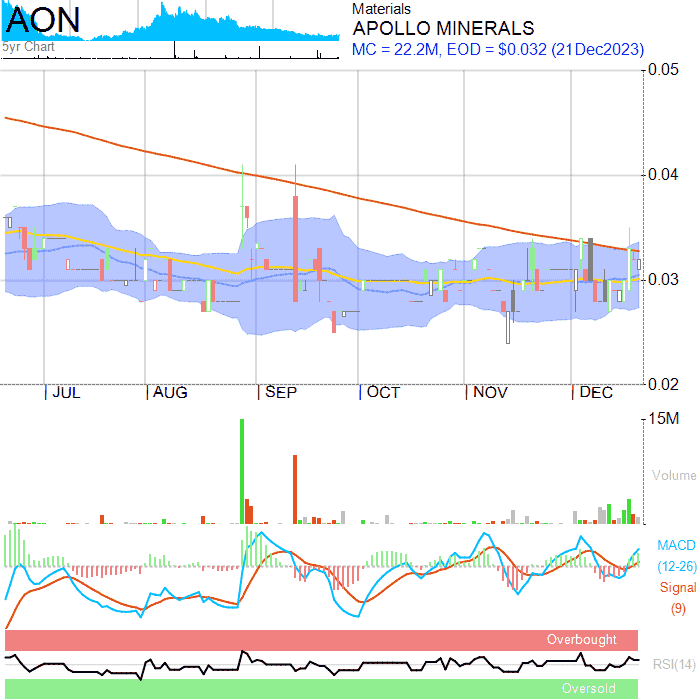 AON
5yr Chart
Materials
APOLLO MINERALS
MC = 22.2M, EOD = $0.032 (21Dec2023)
0.05
0.04
0.03
0.02
JUL AUG SEP OCT NOV DEC
15M
Volume
MACD
(12-26)
Signal
(9)
Overbought
RSI(14)
Oversold